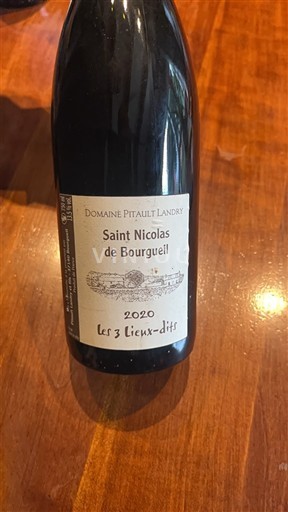 DOMAINE PITAULT LANDRY
Saint Nicolas
de Bourgueil
2020
Les 3 Lieux-dits